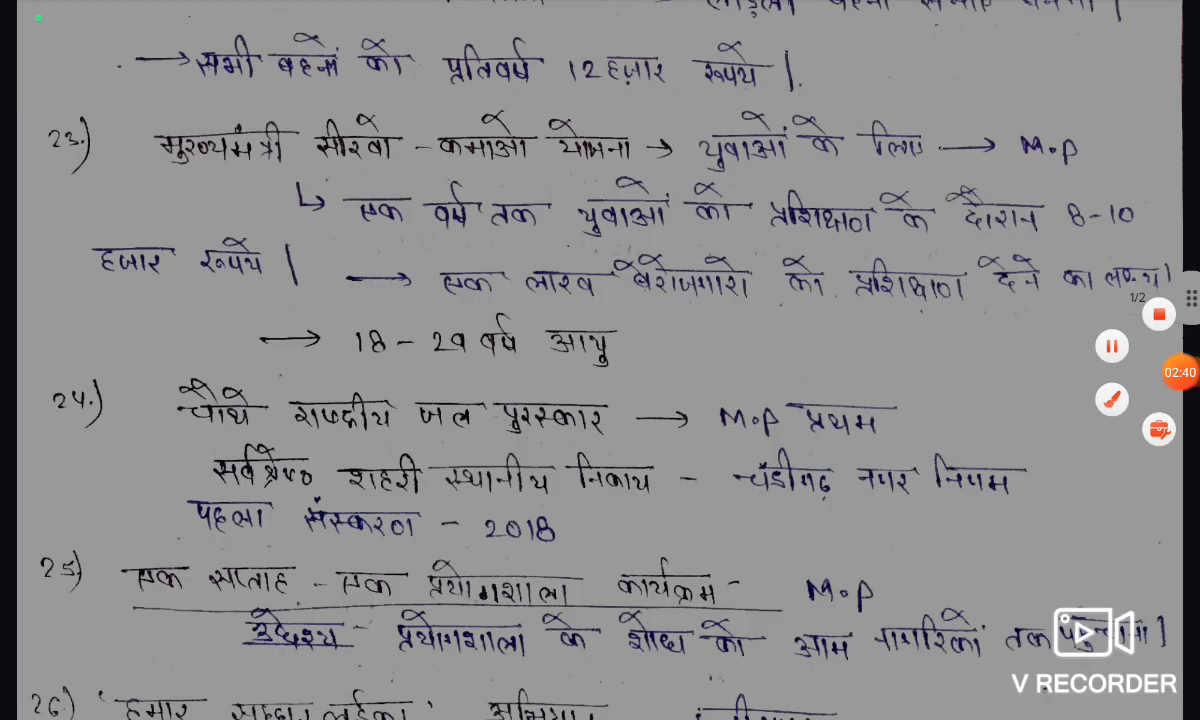 लाड़ली बहना
→ सभी बहनों को प्रतिवर्ष 12 हज़ार रूपये |
23.) मुख्यमंत्री सीखो - कमाओ योजना → युवाओं के लिए → M.P
↳ एक वर्ष तक युवाओं को प्रशिक्षण के दौरान 8-10
हजार रूपये | → एक लाख बेरोजगारो को प्रशिक्षण देने का लक्ष्य।
→ 18 - 29 वर्ष आयु
24.) चौथे राष्ट्रीय जल पुरस्कार → M.P प्रथम
सर्वश्रेष्ठ शहरी स्थानीय निकाय - चंडीगढ़ नगर निगम
पहला संस्करण - 2018
25.) एक सप्ताह - एक प्रयोगशाला कार्यक्रम - M.P
उद्देश्य - प्रयोगशाला के शोध को आम नागरिकों तक पहुचाना |
26.)
1/2
02:40
V RECORDER